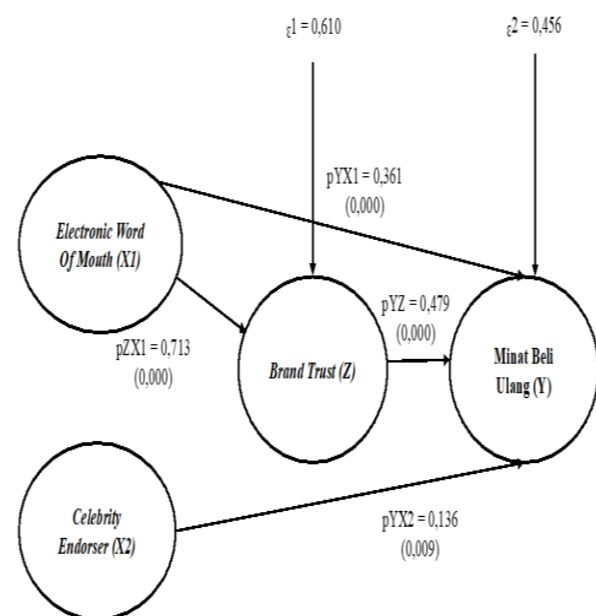 ε1 = 0,610
ε2 = 0,456
pYX1 = 0,361
(0,000)
Electronic Word
Of Mouth (X1)
pYZ = 0,479
(0,000)
pZX1 = 0,713
(0,000)
Brand Trust (Z)
Minat Beli
Ulang (Y)
Celebrity
Endorser (X2)
pYX2 = 0,136
(0,009)